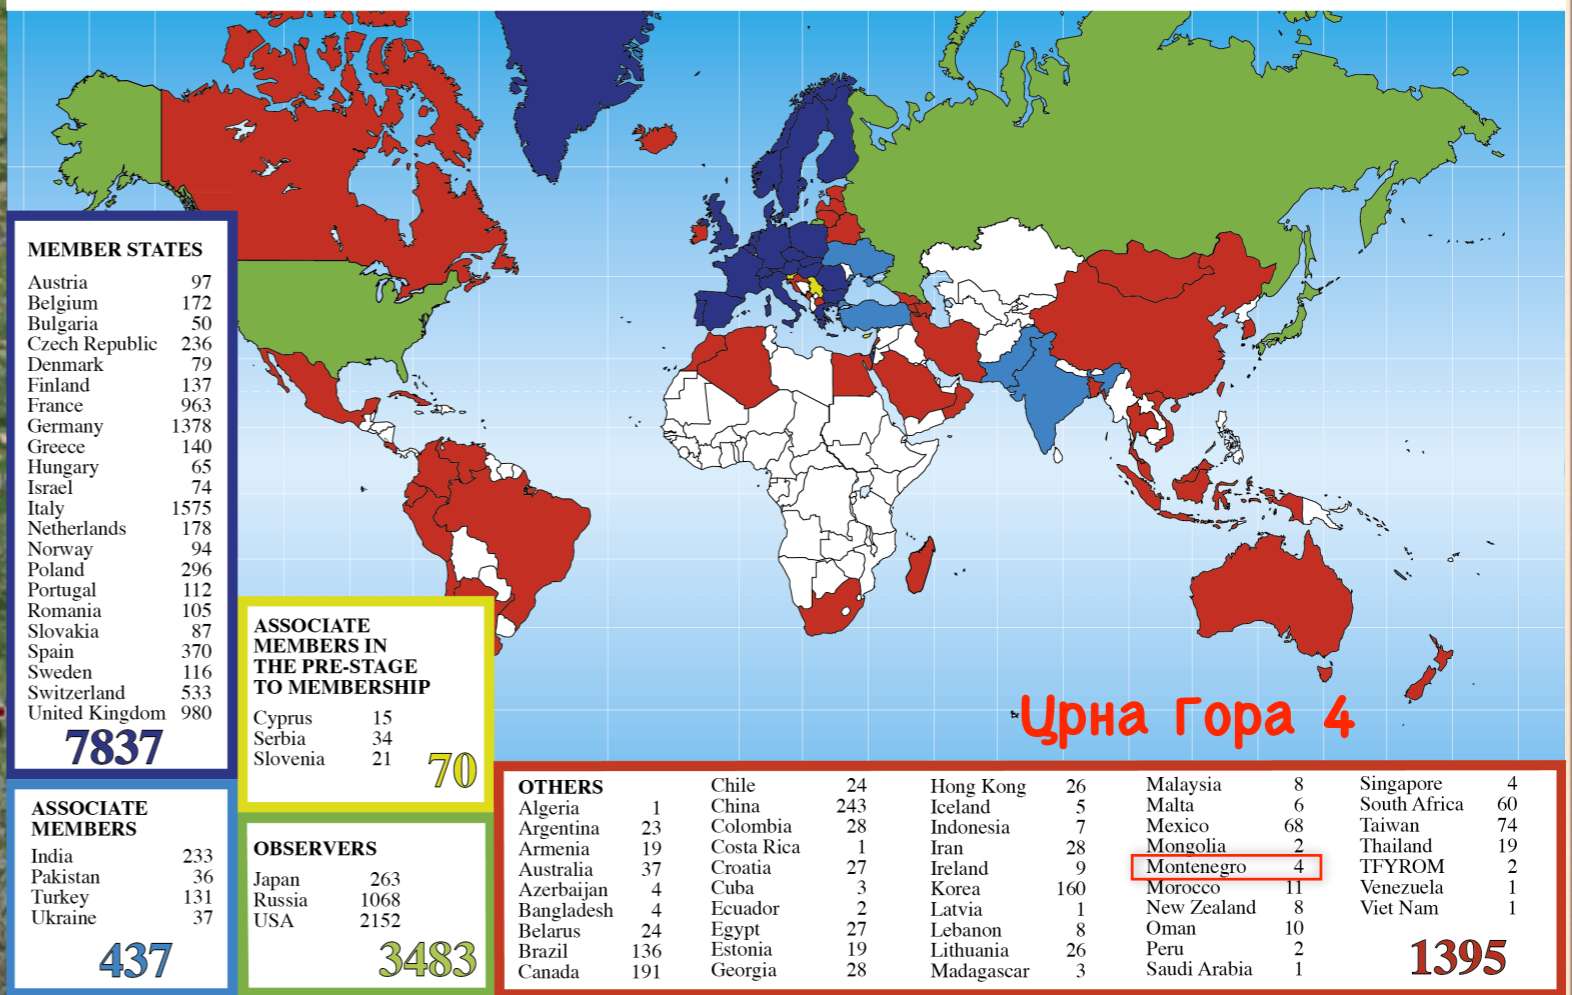 MEMBER STATES
Austria 97
Belgium 172
Bulgaria 50
Czech Republic 236
Denmark 79
Finland 137
France 963
Germany 1378
Greece 140
Hungary 65
Israel 74
Italy 1575
Netherlands 178
Norway 94
Poland 296
Portugal 112
Romania 105
Slovakia 87
Spain 370
Sweden 116
Switzerland 533
United Kingdom 980
7837
ASSOCIATE
MEMBERS
India 233
Pakistan 36
Turkey 131
Ukraine 37
437
ASSOCIATE
MEMBERS IN
THE PRE-STAGE
TO MEMBERSHIP
Cyprus 15
Serbia 34
Slovenia 21
70
OBSERVERS
Japan 263
Russia 1068
USA 2152
3483
Црна Гора 4
OTHERS
Algeria 1
Argentina 23
Armenia 19
Australia 37
Azerbaijan 4
Bangladesh 4
Belarus 24
Brazil 136
Canada 191
Chile 24
China 243
Colombia 28
Costa Rica 1
Croatia 27
Cuba 3
Ecuador 2
Egypt 27
Estonia 19
Georgia 28
Hong Kong 26
Iceland 5
Indonesia 7
Iran 28
Ireland 9
Korea 160
Latvia 1
Lebanon 8
Lithuania 26
Madagascar 3
Malaysia 8
Malta 6
Mexico 68
Mongolia 2
Montenegro 4
Morocco 11
New Zealand 8
Oman 10
Peru 2
Saudi Arabia 1
Singapore 4
South Africa 60
Taiwan 74
Thailand 19
TFYROM 2
Venezuela 1
Viet Nam 1
1395